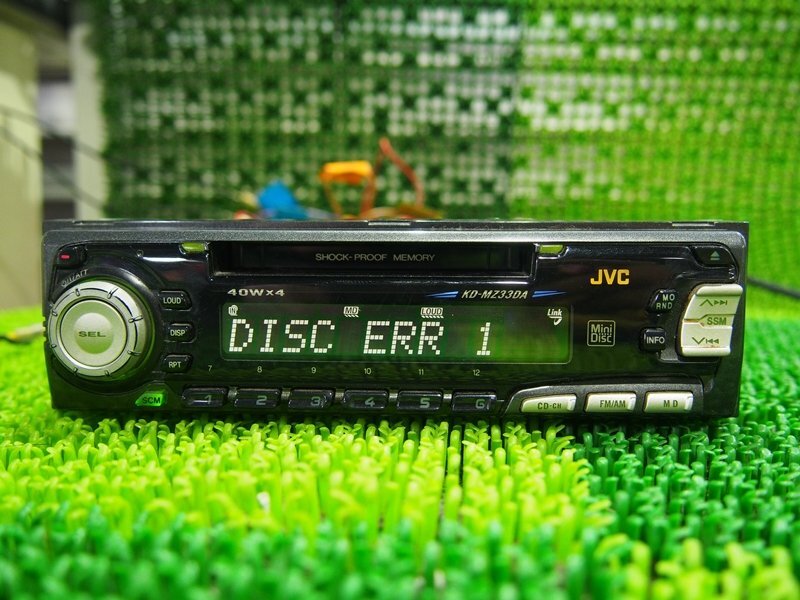 SHOCK-PROOF MEMORY
/ATT
40W×4
KD-MZ33DA
JVC
LOUD
MO
RND
SEL
IN
MD
LOUD
Link
SSM
DISP
DISC ERR 1
Mini
Disc
INFO
RPT
7 8 9 10 11 12
SCM
1 2 3 4 5 6
CD-CH
FM/AM
MD